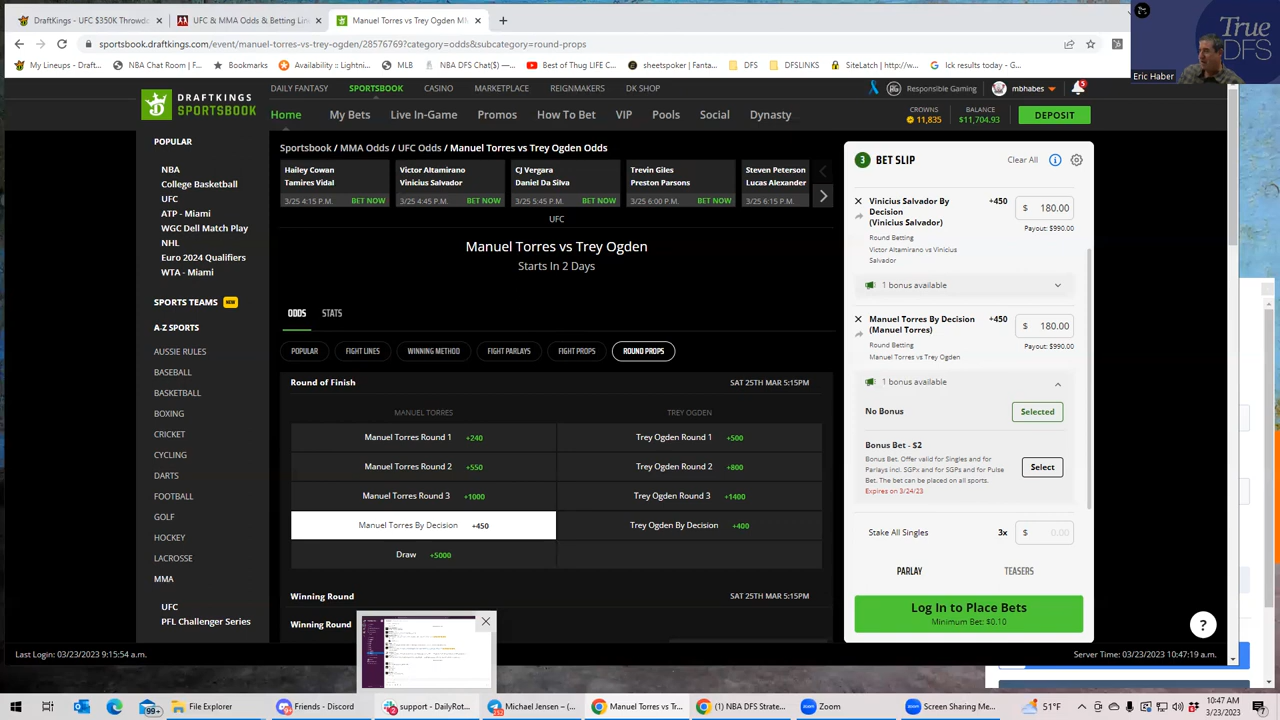 DraftKings - UFC $350K Throwdo
UFC & MMA Odds & Betting Line
Manuel Torres vs Trey Ogden MM
sportsbook.draftkings.com/event/manuel-torres-vs-trey-ogden/28576769?category=odds&subcategory=round-props
My Lineups - Draft...
NBA Chat Room | F...
Bookmarks
Availability :: Lightni...
MLB
NBA DFS Chat($) -...
Best of Thug LIFE C...
sheetspoker | Fanta...
DFS
DFSLINKS
SiteLatch | http://w...
lck results today -...
True
DFS
Eric Haber
DRAFTKINGS
SPORTSBOOK
DAILY FANTASY
SPORTSBOOK
CASINO
MARKETPLACE
REIGNMAKERS
DK SHOP
Responsible Gaming
mbhabes
5
Home
My Bets
Live In-Game
Promos
How To Bet
VIP
Pools
Social
Dynasty
CROWNS
11,835
BALANCE
$11,704.93
DEPOSIT
POPULAR
NBA
College Basketball
UFC
ATP - Miami
WGC Dell Match Play
NHL
Euro 2024 Qualifiers
WTA - Miami
SPORTS TEAMS NEW
A-Z SPORTS
AUSSIE RULES
BASEBALL
BASKETBALL
BOXING
CRICKET
CYCLING
DARTS
FOOTBALL
GOLF
HOCKEY
LACROSSE
MMA
UFC
PFL Challenger Series
Sportsbook / MMA Odds / UFC Odds / Manuel Torres vs Trey Ogden Odds
Hailey Cowan
Tamires Vidal
3/25 4:15 P.M. BET NOW
Victor Altamirano
Vinicius Salvador
3/25 4:45 P.M. BET NOW
CJ Vergara
Daniel Da Silva
3/25 5:45 P.M. BET NOW
Trevin Giles
Preston Parsons
3/25 6:00 P.M. BET NOW
Steven Peterson
Lucas Alexander
3/25 6:15 P.M. BET NOW
UFC
Manuel Torres vs Trey Ogden
Starts In 2 Days
ODDS
STATS
POPULAR
FIGHT LINES
WINNING METHOD
FIGHT PARLAYS
FIGHT PROPS
ROUND PROPS
Round of Finish SAT 25TH MAR 5:15PM
MANUEL TORRES TREY OGDEN
Manuel Torres Round 1 +240 Trey Ogden Round 1 +500
Manuel Torres Round 2 +550 Trey Ogden Round 2 +800
Manuel Torres Round 3 +1000 Trey Ogden Round 3 +1400
Manuel Torres By Decision +450 Trey Ogden By Decision +400
Draw +5000
Winning Round SAT 25TH MAR 5:15PM
Winning Round
3 BET SLIP Clear All
Vinicius Salvador By
Decision
(Vinicius Salvador)
+450
$ 180.00
Round Betting
Payout: $990.00
Victor Altamirano vs Vinicius
Salvador
1 bonus available
Manuel Torres By Decision
(Manuel Torres)
+450
$ 180.00
Round Betting
Payout: $990.00
Manuel Torres vs Trey Ogden
1 bonus available
No Bonus
Selected
Bonus Bet - $2
Bonus Bet. Offer valid for Singles and for
Parlays incl. SGPx and for SGPs and for Pulse
Bet. The bet can be placed on all sports.
Expires on 3/24/23
Select
Stake All Singles 3x $ 0.00
PARLAY
TEASERS
Log In to Place Bets
Minimum Bet: $0.10
?
Last Login: 03/23/2023 9:15:54 a.m.
Server Time: 03/23/2023 10:47:19 a.m.
99+
File Explorer
Friends - Discord
support - DailyRot...
Michael Jensen – (...
Manuel Torres vs Tr...
(1) NBA DFS Strate...
Zoom
Screen Sharing Me...
51°F
10:47 AM
3/23/2023
7